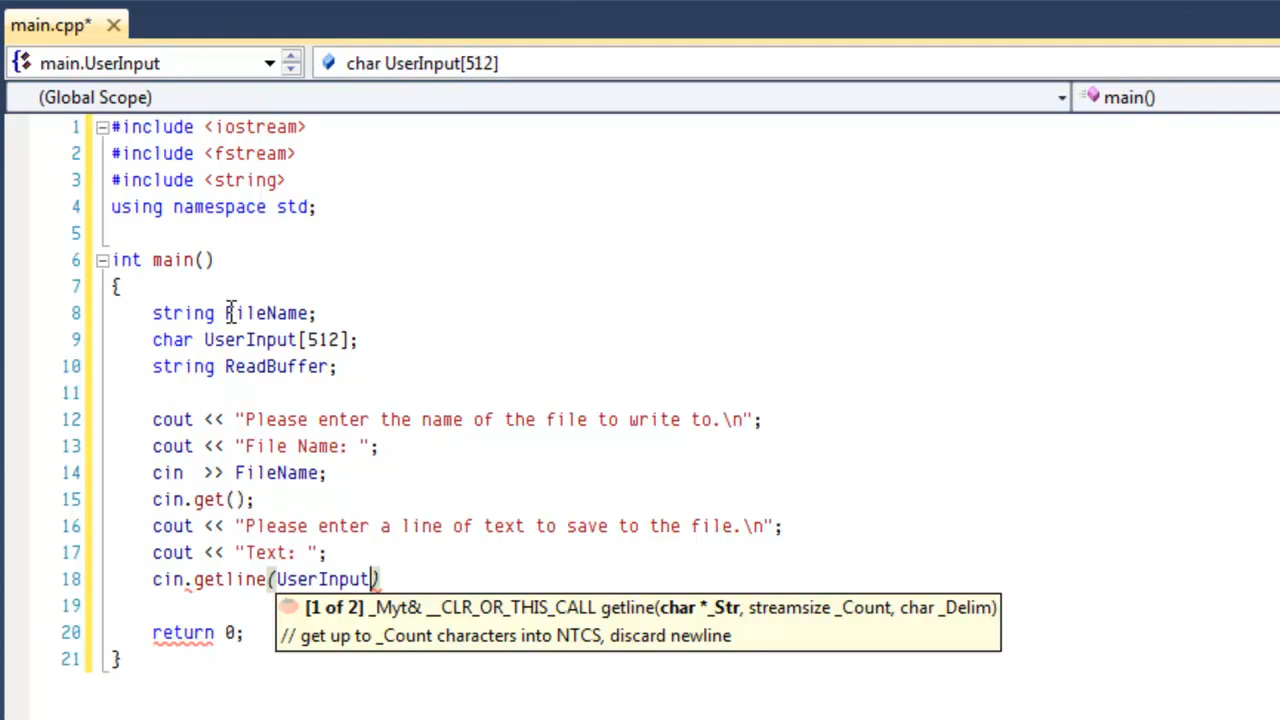 main.cpp*
main.UserInput char UserInput[512]
(Global Scope) main()
1 #include <iostream>
2 #include <fstream>
3 #include <string>
4 using namespace std;
5
6 int main()
7 {
8 string FileName;
9 char UserInput[512];
10 string ReadBuffer;
11
12 cout << "Please enter the name of the file to write to.\n";
13 cout << "File Name: ";
14 cin >> FileName;
15 cin.get();
16 cout << "Please enter a line of text to save to the file.\n";
17 cout << "Text: ";
18 cin.getline(UserInput)
19 [1 of 2] _Myt& __CLR_OR_THIS_CALL getline(char *_Str, streamsize _Count, char _Delim)
20 return 0; // get up to _Count characters into NTCS, discard newline
21 }